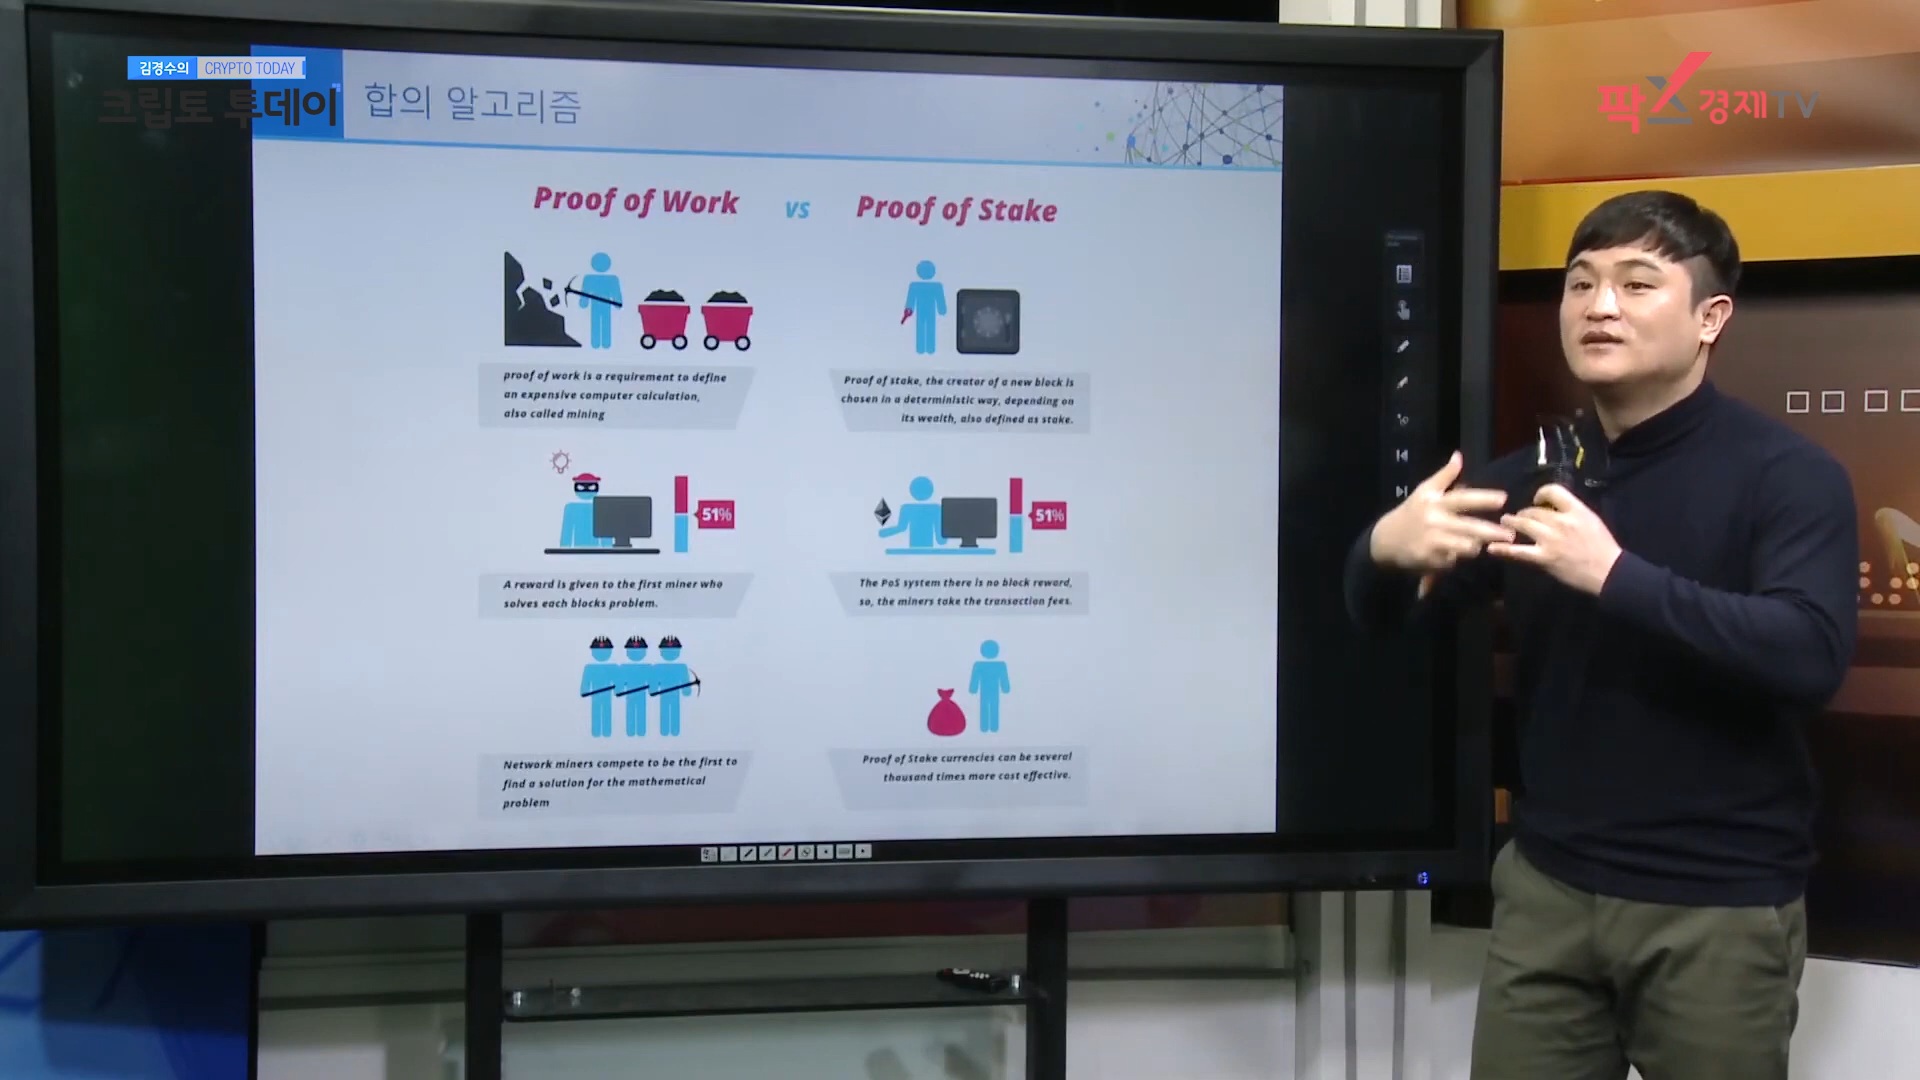 김경수의 CRYPTO TODAY
크립토 투데이
합의 알고리즘
팍스경제TV
Proof of Work vs Proof of Stake
proof of work is a requirement to define
an expensive computer calculation,
also called mining
Proof of stake, the creator of a new block is
chosen in a deterministic way, depending on
its wealth, also defined as stake.
51%
51%
A reward is given to the first miner who
solves each blocks problem.
The PoS system there is no block reward,
so, the miners take the transaction fees.
Network miners compete to be the first to
find a solution for the mathematical
problem
Proof of Stake currencies can be several
thousand times more cost effective.